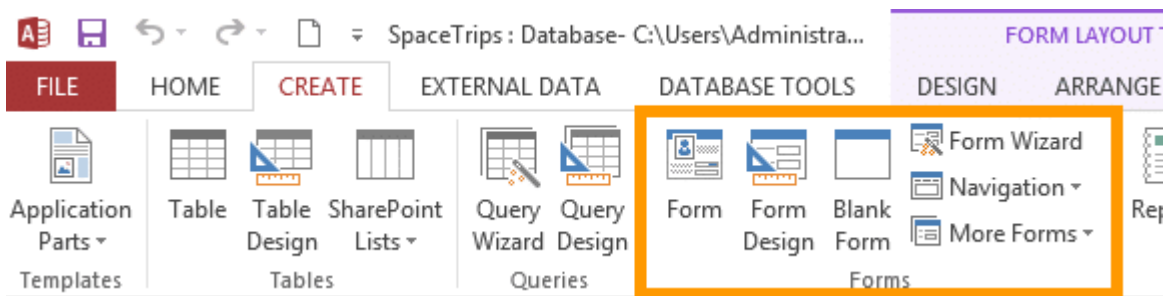 SpaceTrips : Database- C:\Users\Administra...
FORM LAYOUT T
FILE HOME CREATE EXTERNAL DATA DATABASE TOOLS DESIGN ARRANGE
Application Parts
Table
Table Design
SharePoint Lists
Query Wizard
Query Design
Form
Form Design
Blank Form
Form Wizard
Navigation
More Forms
Rep
Templates Tables Queries Forms